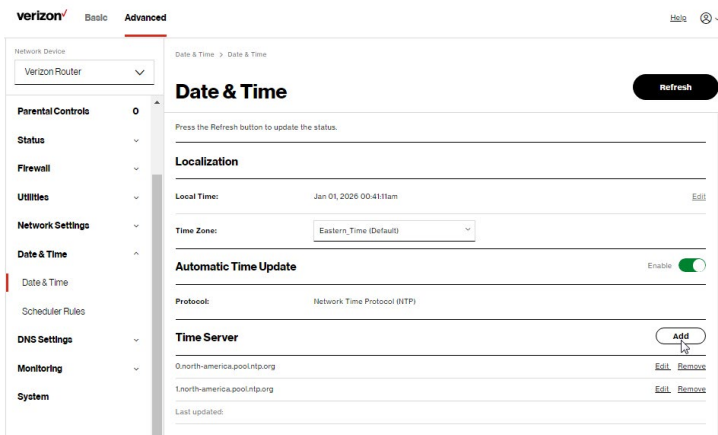 verizon✓ Basic Advanced Help
Network Device
Verizon Router
Parental Controls 0
Status
Firewall
Utilities
Network Settings
Date & Time
Date & Time
Scheduler Rules
DNS Settings
Monitoring
System
Date & Time > Date & Time
Date & Time Refresh
Press the Refresh button to update the status.
Localization
Local Time: Jan 01, 2026 00:41:11am Edit
Time Zone: Eastern_Time (Default)
Automatic Time Update Enable
Protocol: Network Time Protocol (NTP)
Time Server Add
0.north-america.pool.ntp.org Edit Remove
1.north-america.pool.ntp.org Edit Remove
Last updated: